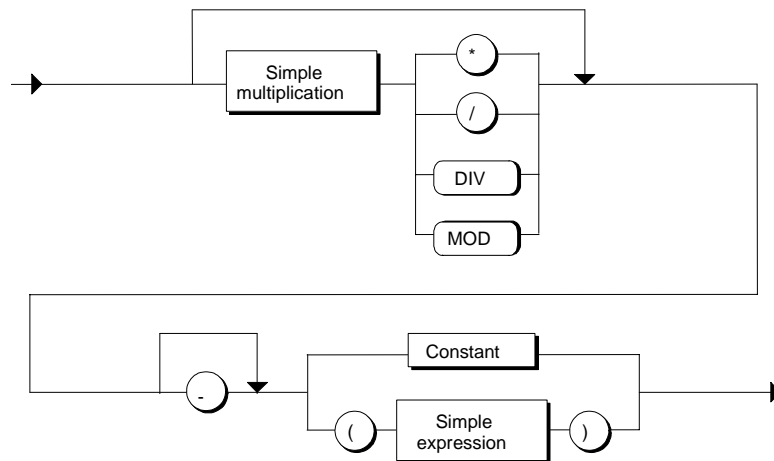 *
Simple
multiplication
/
DIV
MOD
Constant
-
(
Simple
expression
)